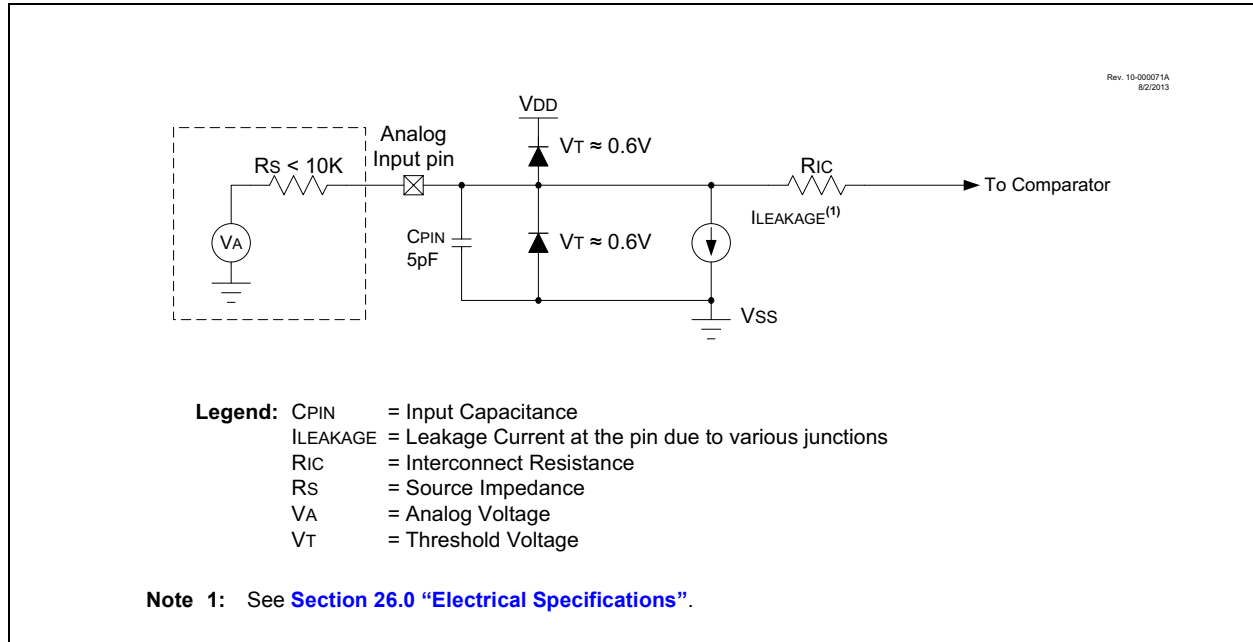 Rev. 10-000071A
8/2/2013
VDD
Analog
Input pin
VT ≈ 0.6V
RS < 10K
RIC
To Comparator
ILEAKAGE(1)
VA
CPIN
5pF
VT ≈ 0.6V
VSS
Legend: CPIN = Input Capacitance
ILEAKAGE = Leakage Current at the pin due to various junctions
RIC = Interconnect Resistance
RS = Source Impedance
VA = Analog Voltage
VT = Threshold Voltage
Note 1: See Section 26.0 “Electrical Specifications”.